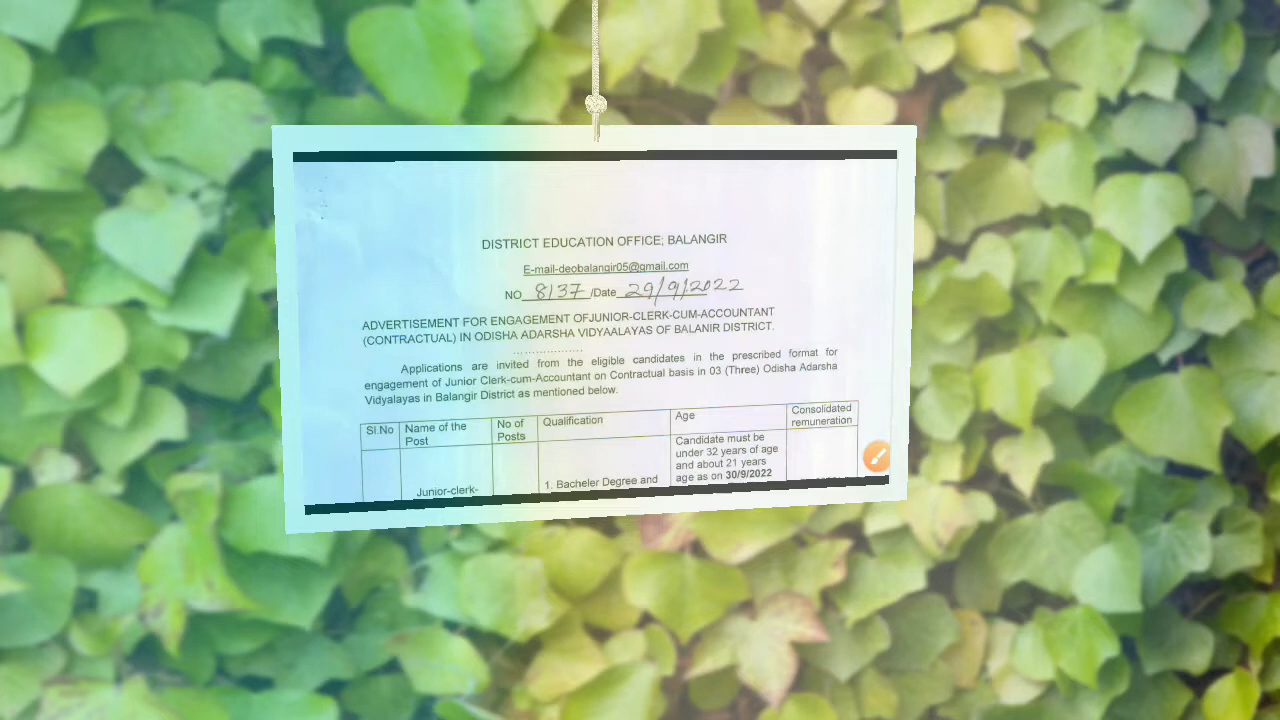 DISTRICT EDUCATION OFFICE; BALANGIR
E-mail-deobalangir05@gmail.com
NO 8137 /Date 29/9/2022
ADVERTISEMENT FOR ENGAGEMENT OFJUNIOR-CLERK-CUM-ACCOUNTANT
(CONTRACTUAL) IN ODISHA ADARSHA VIDYAALAYAS OF BALANIR DISTRICT.
...................
Applications are invited from the eligible candidates in the prescribed format for
engagement of Junior Clerk-cum-Accountant on Contractual basis in 03 (Three) Odisha Adarsha
Vidyalayas in Balangir District as mentioned below.
Sl.No Name of the Post No of Posts Qualification Age Consolidated remuneration
Junior-clerk-
1. Bacheler Degree and
Candidate must be
under 32 years of age
and about 21 years
age as on 30/9/2022